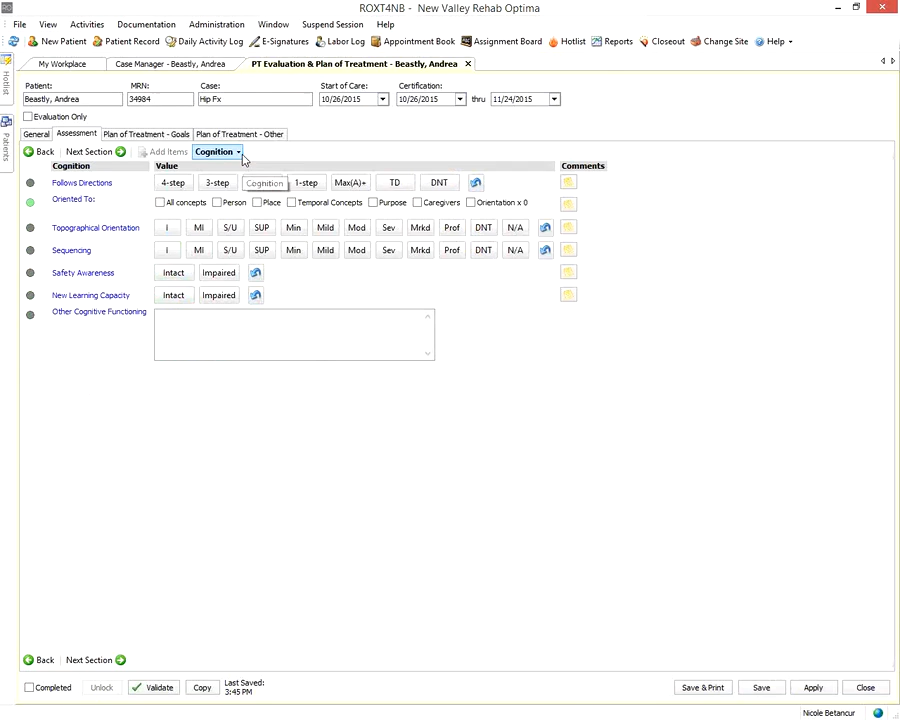 ROXT4NB - New Valley Rehab Optima
File View Activities Documentation Administration Window Suspend Session Help
New Patient Patient Record Daily Activity Log E-Signatures Labor Log Appointment Book Assignment Board Hotlist Reports Closeout Change Site Help
My Workplace Case Manager - Beastly, Andrea PT Evaluation & Plan of Treatment - Beastly, Andrea
Hotlist
Patients
Patient: MRN: Case: Start of Care: Certification:
Beastly, Andrea 34984 Hip Fx 10/26/2015 10/26/2015 thru 11/24/2015
Evaluation Only
General Assessment Plan of Treatment - Goals Plan of Treatment - Other
Back Next Section Add Items Cognition
Cognition Value Comments
Follows Directions 4-step 3-step Cognition 1-step Max(A)+ TD DNT
Oriented To: All concepts Person Place Temporal Concepts Purpose Caregivers Orientation x 0
Topographical Orientation I MI S/U SUP Min Mild Mod Sev Mrkd Prof DNT N/A
Sequencing I MI S/U SUP Min Mild Mod Sev Mrkd Prof DNT N/A
Safety Awareness Intact Impaired
New Learning Capacity Intact Impaired
Other Cognitive Functioning
Back Next Section
Completed Unlock Validate Copy Last Saved: Save & Print Save Apply Close
3:45 PM
Nicole Betancur